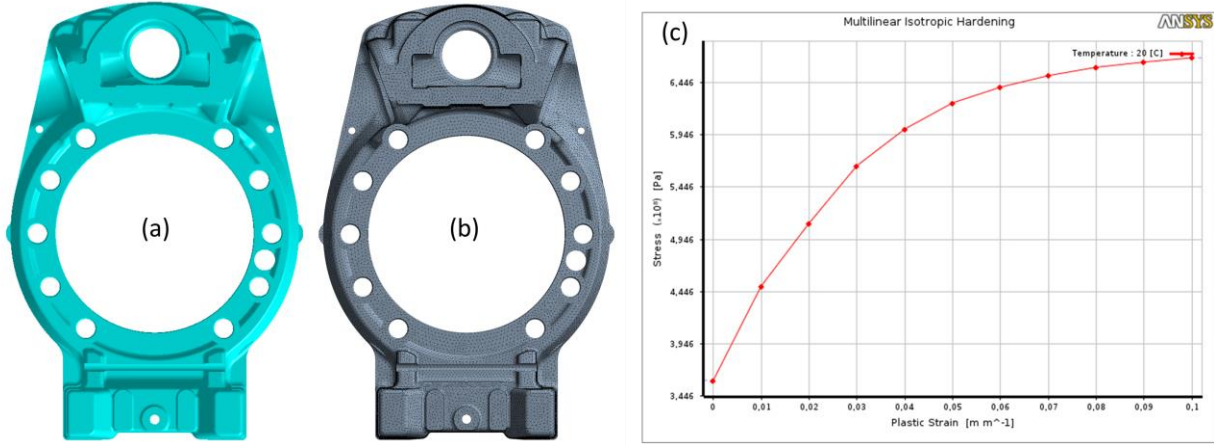 (a)
(b)
(c)
Multilinear Isotropic Hardening
ANSYS
Temperature : 20 [C]
6,446
5,946
5,446
4,946
4,446
3,946
3,446
Stress (.10⁸) [Pa]
0 0,01 0,02 0,03 0,04 0,05 0,06 0,07 0,08 0,09 0,1
Plastic Strain [m m^-1]